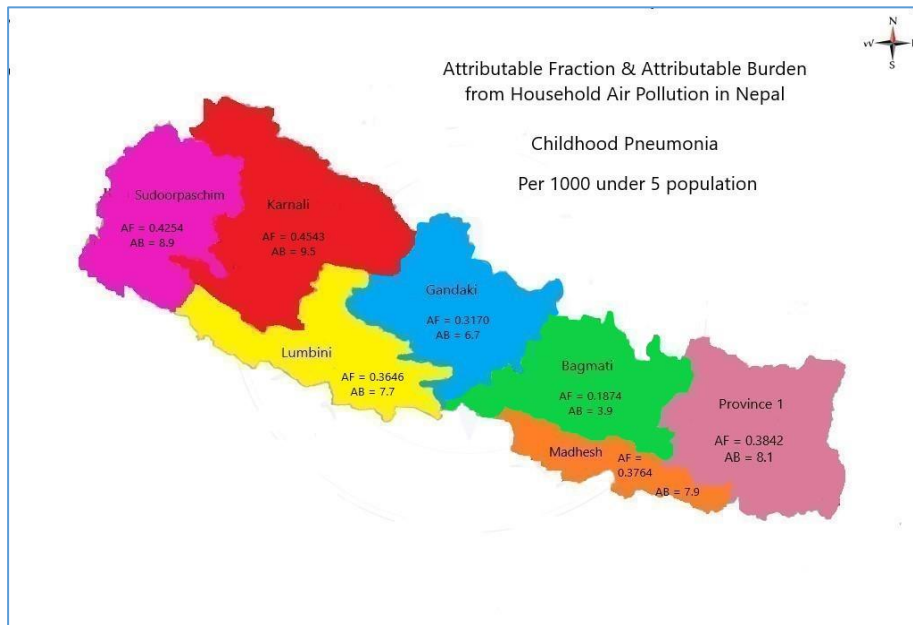 N
W
S
Attributable Fraction & Attributable Burden
from Household Air Pollution in Nepal
Childhood Pneumonia
Per 1000 under 5 population
Sudoorpaschim
AF = 0.4254
AB = 8.9
Karnali
AF = 0.4543
AB = 9.5
Gandaki
AF = 0.3170
AB = 6.7
Lumbini
AF = 0.3646
AB = 7.7
Bagmati
AF = 0.1874
AB = 3.9
Province 1
AF = 0.3842
AB = 8.1
Madhesh
AF =
0.3764
AB = 7.9